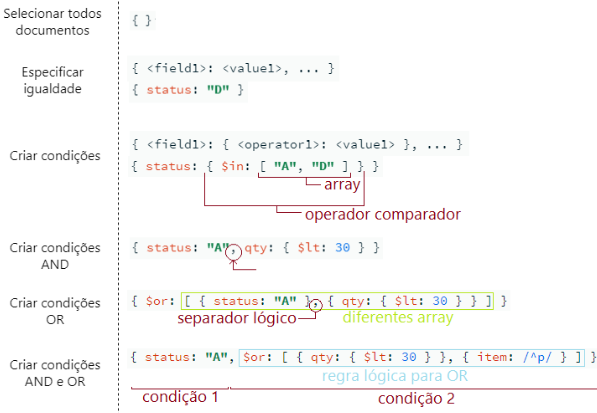 Selecionar todos
documentos
{ }
Especificar
igualdade
{ <field1>: <value1>, ... }
{ status: "D" }
Criar condições
{ <field1>: { <operator1>: <value1> }, ... }
{ status: { $in: [ "A", "D" ] } }
array
operador comparador
Criar condições
AND
{ status: "A", qty: { $lt: 30 } }
Criar condições
OR
{ $or: [ { status: "A" }, { qty: { $lt: 30 } } ] }
separador lógico
diferentes array
Criar condições
AND e OR
{ status: "A", $or: [ { qty: { $lt: 30 } }, { item: /^p/ } ] }
regra lógica para OR
condição 1
condição 2